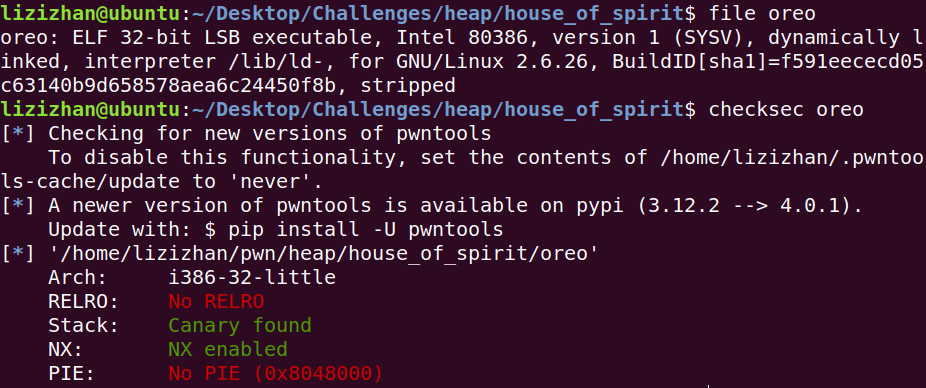 lizizhan@ubuntu:~/Desktop/Challenges/heap/house_of_spirit$ file oreo
oreo: ELF 32-bit LSB executable, Intel 80386, version 1 (SYSV), dynamically l
inked, interpreter /lib/ld-, for GNU/Linux 2.6.26, BuildID[sha1]=f591eececd05
c63140b9d658578aea6c24450f8b, stripped
lizizhan@ubuntu:~/Desktop/Challenges/heap/house_of_spirit$ checksec oreo
[*] Checking for new versions of pwntools
    To disable this functionality, set the contents of /home/lizizhan/.pwntoo
ls-cache/update to 'never'.
[*] A newer version of pwntools is available on pypi (3.12.2 --> 4.0.1).
    Update with: $ pip install -U pwntools
[*] '/home/lizizhan/pwn/heap/house_of_spirit/oreo'
    Arch:     i386-32-little
    RELRO:    No RELRO
    Stack:    Canary found
    NX:       NX enabled
    PIE:      No PIE (0x8048000)